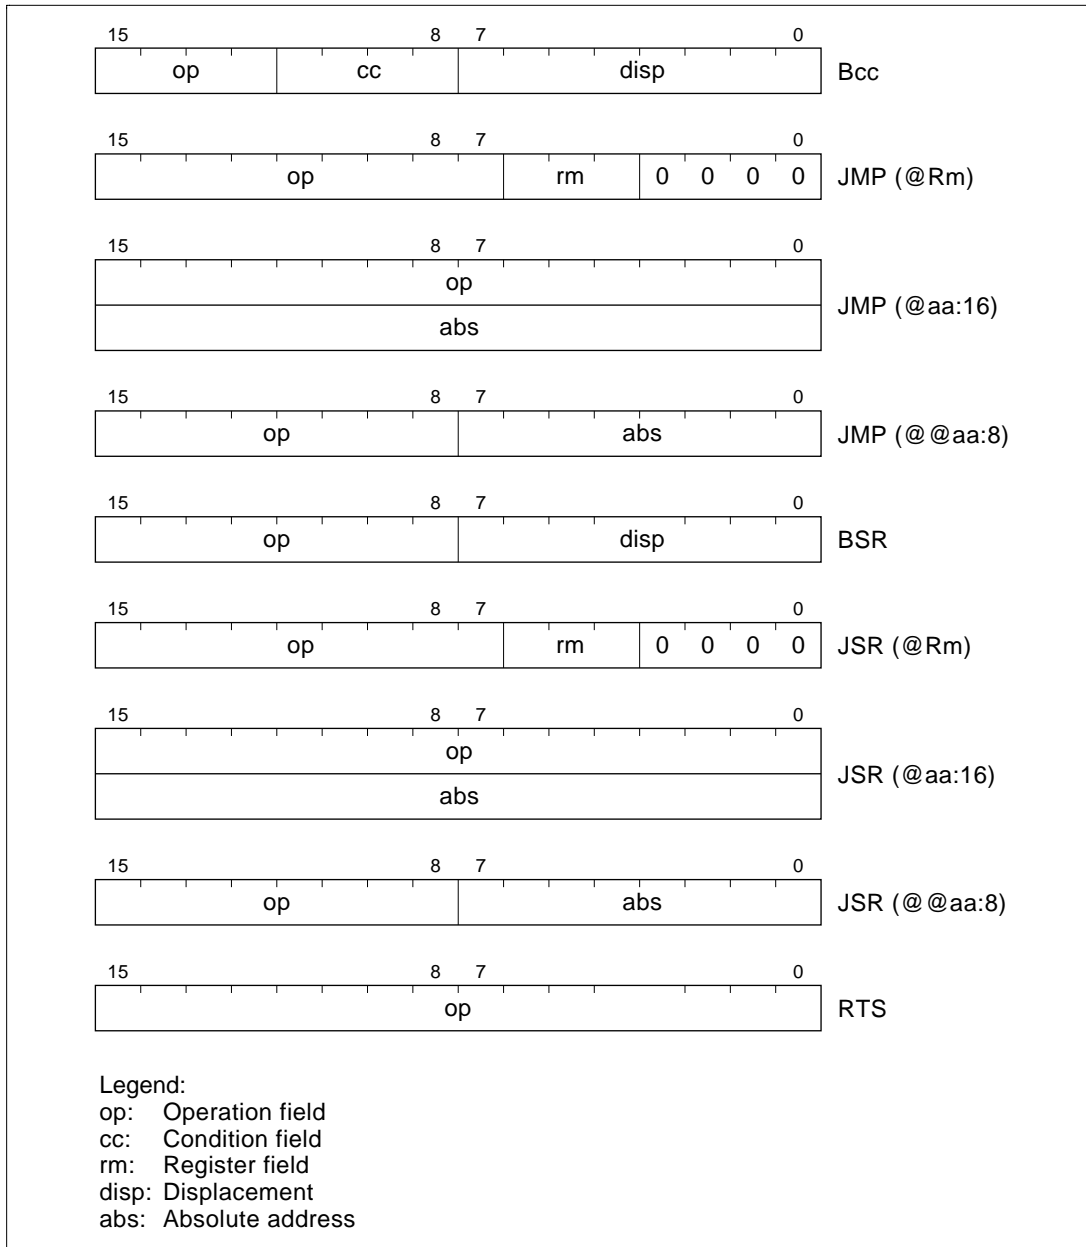 15 8 7 0
op cc disp Bcc
15 8 7 0
op rm 0 0 0 0 JMP (@Rm)
15 8 7 0
op
JMP (@aa:16)
abs
15 8 7 0
op abs JMP (@@aa:8)
15 8 7 0
op disp BSR
15 8 7 0
op rm 0 0 0 0 JSR (@Rm)
15 8 7 0
op
JSR (@aa:16)
abs
15 8 7 0
op abs JSR (@@aa:8)
15 8 7 0
op RTS
Legend:
op: Operation field
cc: Condition field
rm: Register field
disp: Displacement
abs: Absolute address